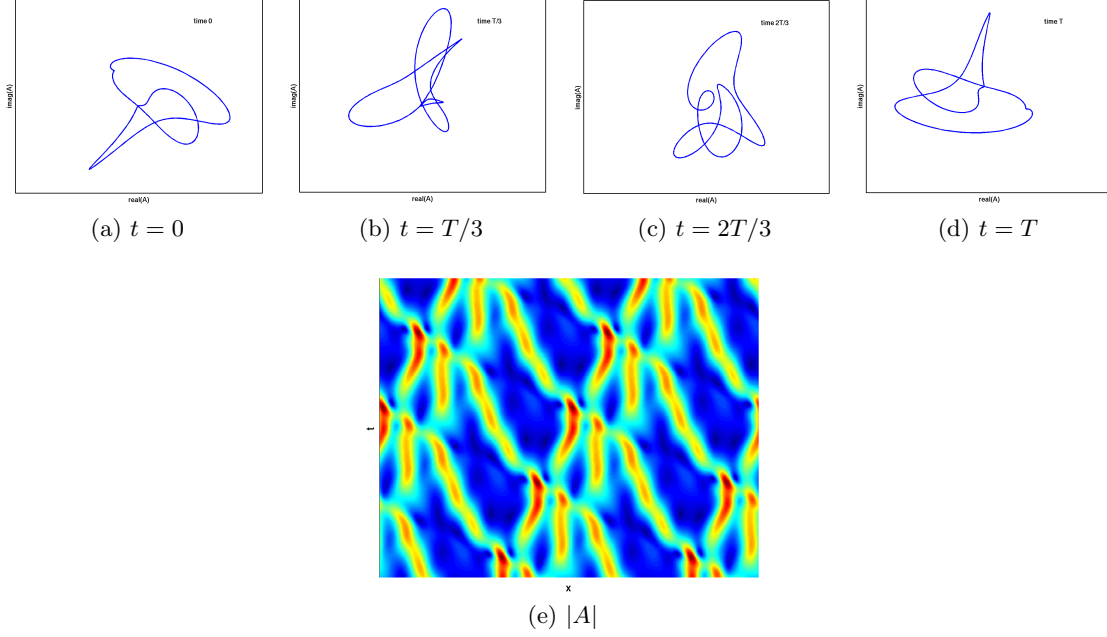 time 0
imag(A)
real(A)
(a) t = 0
time T/3
imag(A)
real(A)
(b) t = T/3
time 2T/3
imag(A)
real(A)
(c) t = 2T/3
time T
imag(A)
real(A)
(d) t = T
t
x
(e) |A|